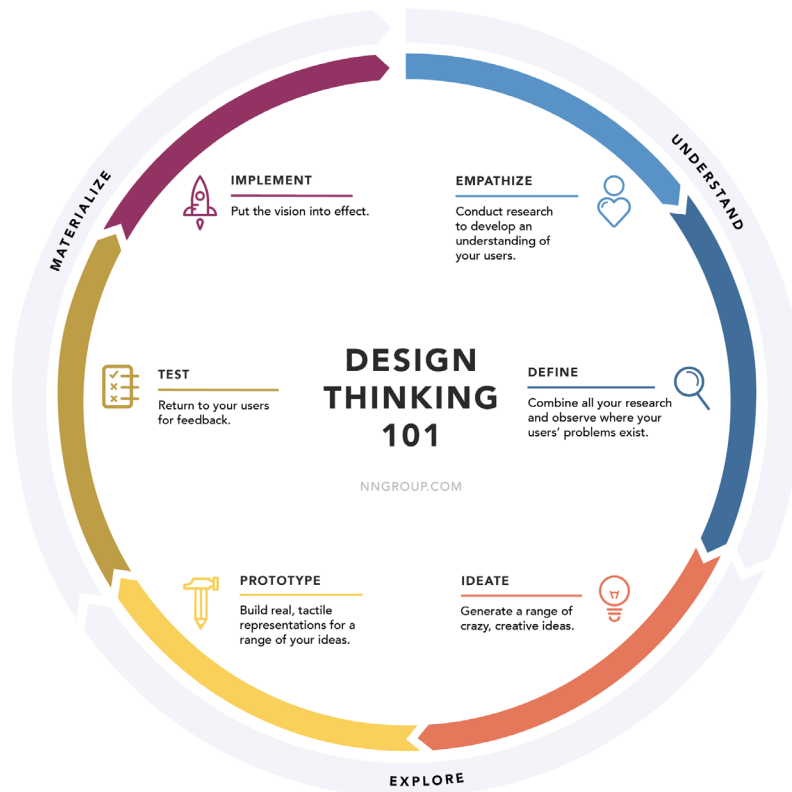 DESIGN
THINKING
101
NNGROUP.COM
UNDERSTAND
EMPATHIZE
Conduct research
to develop an
understanding of
your users.
DEFINE
Combine all your research
and observe where your
users’ problems exist.
EXPLORE
IDEATE
Generate a range of
crazy, creative ideas.
PROTOTYPE
Build real, tactile
representations for a
range of your ideas.
MATERIALIZE
TEST
Return to your users
for feedback.
IMPLEMENT
Put the vision into effect.